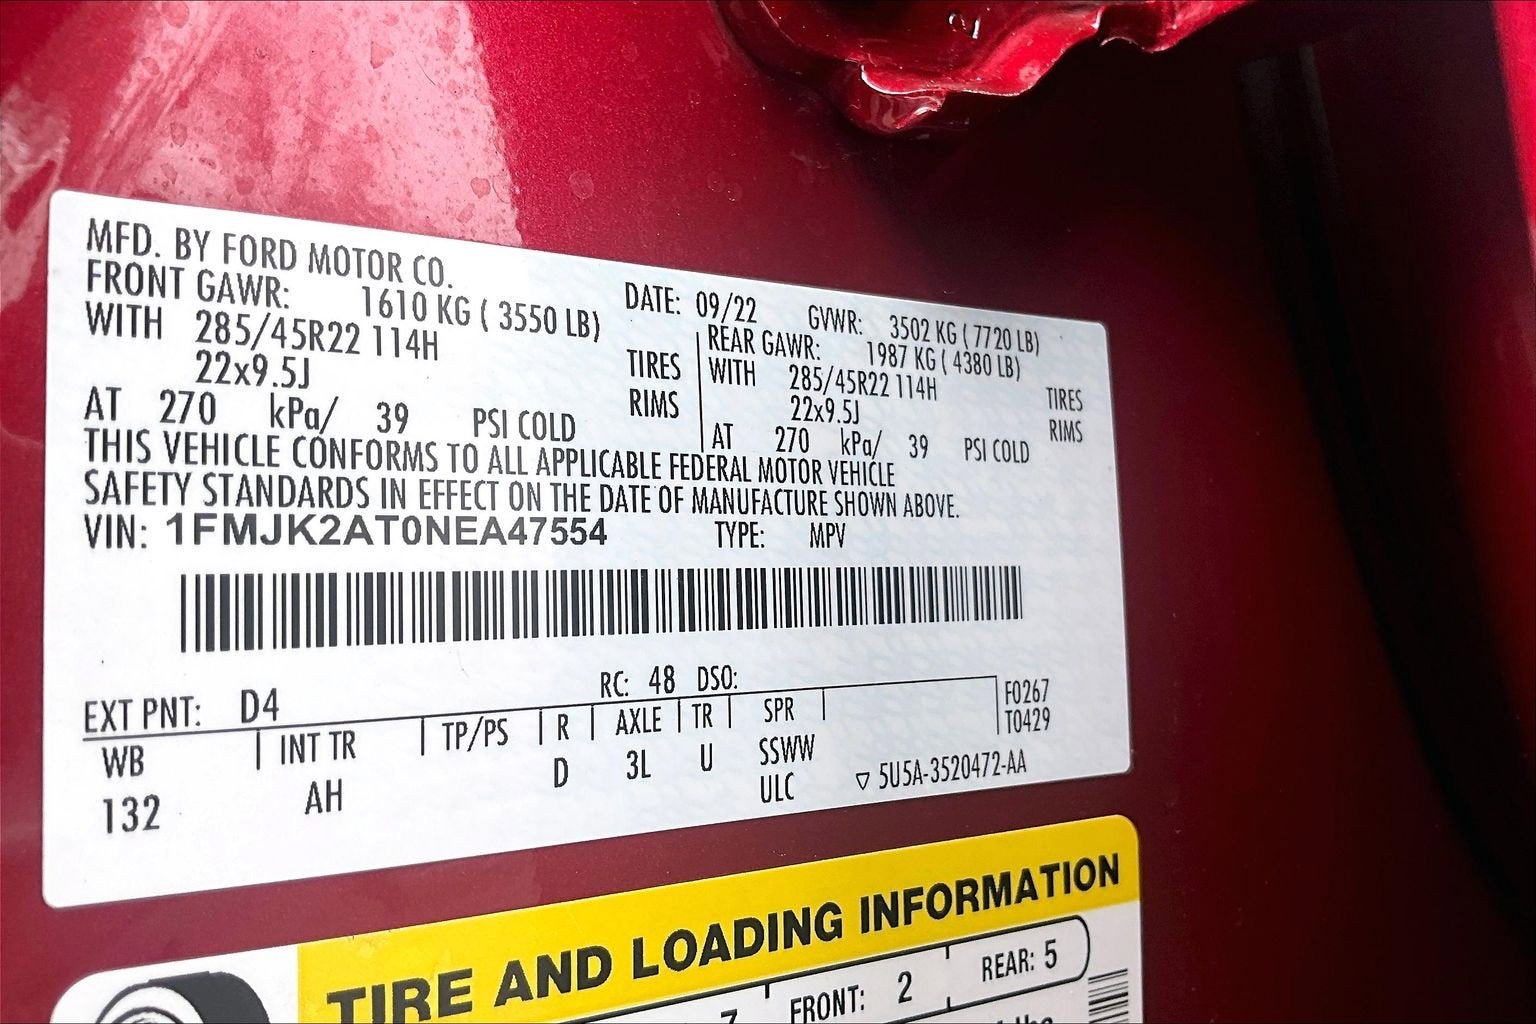 MFD. BY FORD MOTOR CO.
DATE: 09/22 GVWR: 3502 KG ( 7720 LB)
FRONT GAWR: 1610 KG ( 3550 LB) REAR GAWR: 1987 KG ( 4380 LB)
WITH 285/45R22 114H TIRES WITH 285/45R22 114H TIRES
22x9.5J RIMS 22x9.5J RIMS
AT 270 kPa/ 39 PSI COLD AT 270 kPa/ 39 PSI COLD
THIS VEHICLE CONFORMS TO ALL APPLICABLE FEDERAL MOTOR VEHICLE
SAFETY STANDARDS IN EFFECT ON THE DATE OF MANUFACTURE SHOWN ABOVE.
VIN: 1FMJK2AT0NEA47554 TYPE: MPV
EXT PNT: D4 RC: 48 DSO:
WB INT TR TP/PS R AXLE TR SPR F0267
T0429
132 AH D 3L U SSWW
ULC ▽ 5U5A-3520472-AA
TIRE AND LOADING INFORMATION
7 FRONT: 2 REAR: 5
the